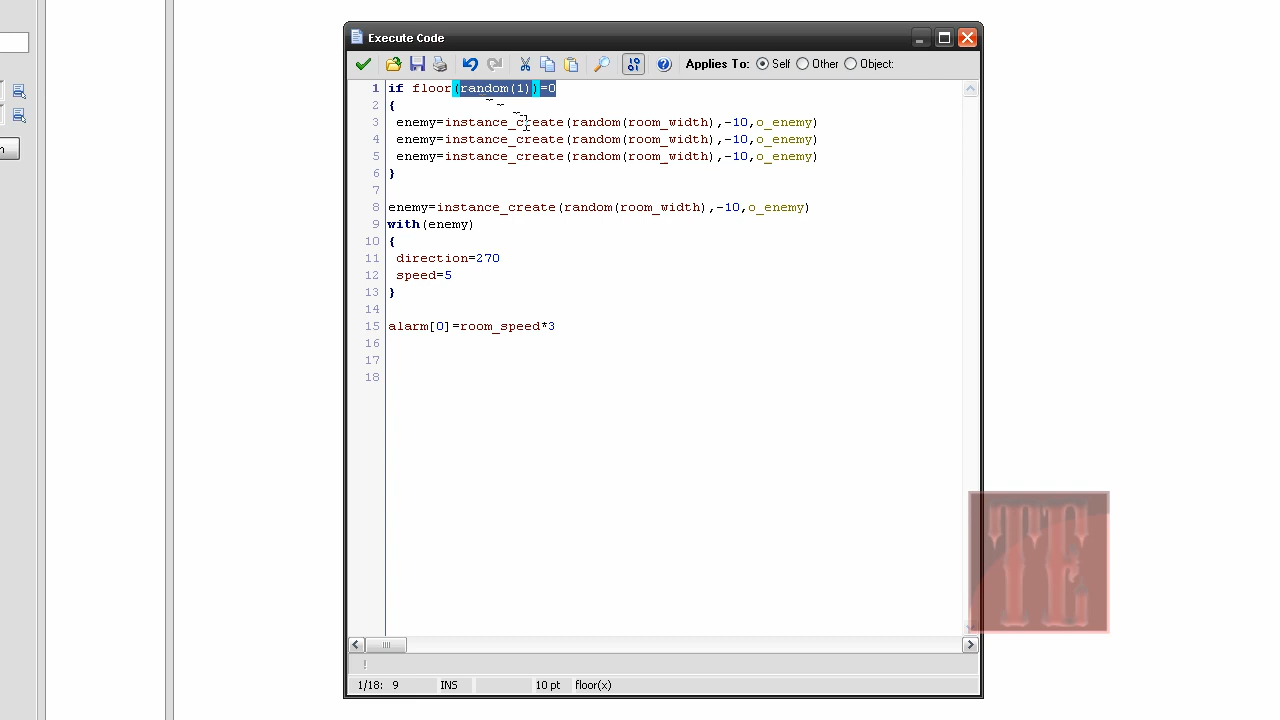 Execute Code
Applies To: Self Other Object:
1 if floor(random(1))=0
2 {
3 enemy=instance_create(random(room_width),-10,o_enemy)
4 enemy=instance_create(random(room_width),-10,o_enemy)
5 enemy=instance_create(random(room_width),-10,o_enemy)
6 }
7
8 enemy=instance_create(random(room_width),-10,o_enemy)
9 with(enemy)
10 {
11 direction=270
12 speed=5
13 }
14
15 alarm[0]=room_speed*3
16
17
18
n
TE
!
1/18: 9 INS 10 pt floor(x)